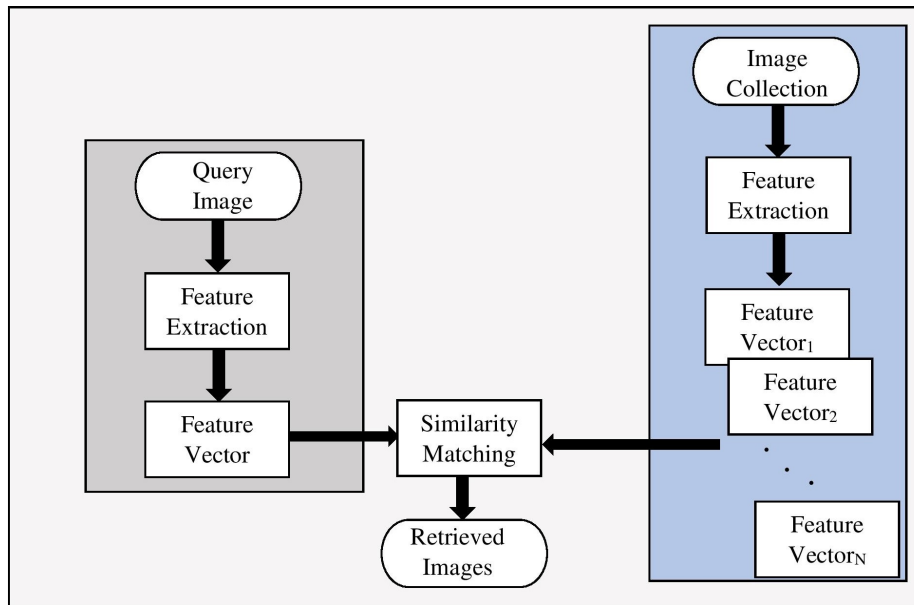 Query
Image
Feature
Extraction
Feature
Vector
Similarity
Matching
Retrieved
Images
Image
Collection
Feature
Extraction
Feature
Vector₁
Feature
Vector₂
Feature
Vector_N